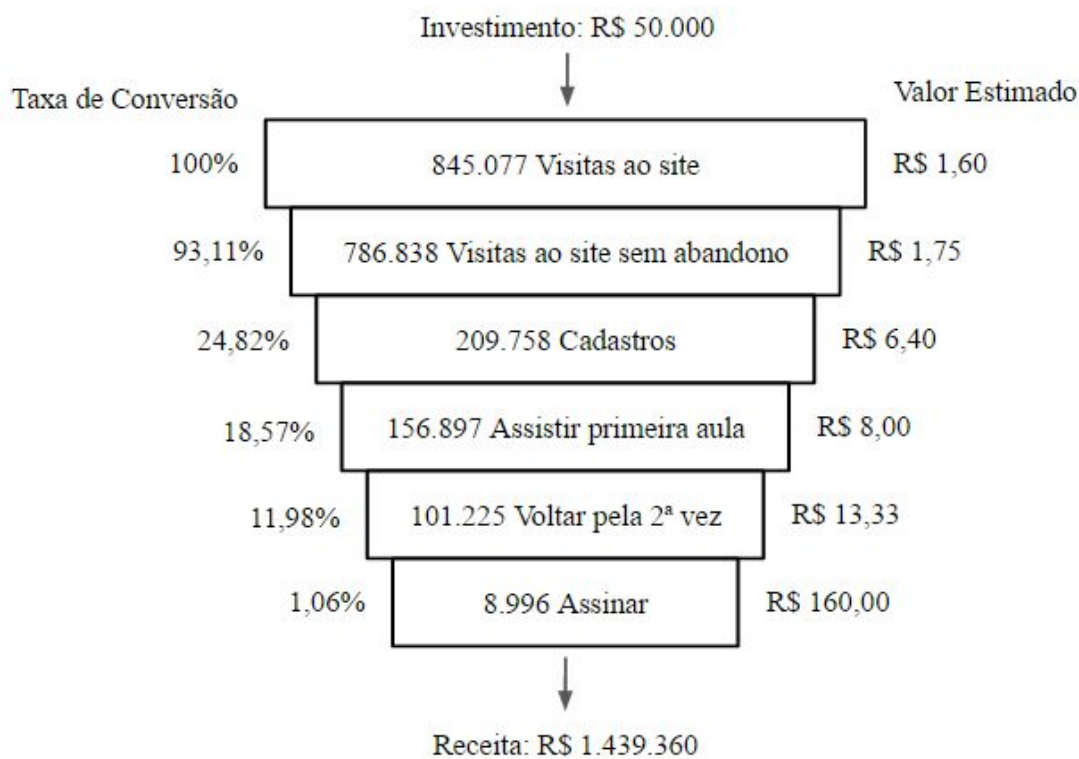 Investimento: R$ 50.000
Taxa de Conversão
Valor Estimado
100%
845.077 Visitas ao site
R$ 1,60
93,11%
786.838 Visitas ao site sem abandono
R$ 1,75
24,82%
209.758 Cadastros
R$ 6,40
18,57%
156.897 Assistir primeira aula
R$ 8,00
11,98%
101.225 Voltar pela 2ª vez
R$ 13,33
1,06%
8.996 Assinar
R$ 160,00
Receita: R$ 1.439.360